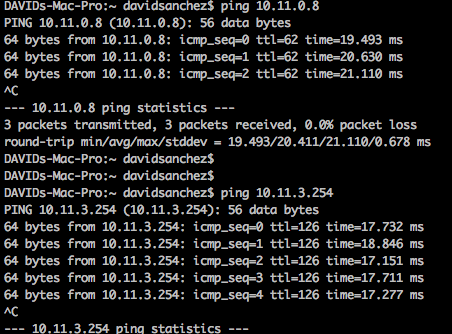 DAVIDs-Mac-Pro:~ davidsanchez$ ping 10.11.0.8
PING 10.11.0.8 (10.11.0.8): 56 data bytes
64 bytes from 10.11.0.8: icmp_seq=0 ttl=62 time=19.493 ms
64 bytes from 10.11.0.8: icmp_seq=1 ttl=62 time=20.630 ms
64 bytes from 10.11.0.8: icmp_seq=2 ttl=62 time=21.110 ms
^C
--- 10.11.0.8 ping statistics ---
3 packets transmitted, 3 packets received, 0.0% packet loss
round-trip min/avg/max/stddev = 19.493/20.411/21.110/0.678 ms
DAVIDs-Mac-Pro:~ davidsanchez$
DAVIDs-Mac-Pro:~ davidsanchez$
DAVIDs-Mac-Pro:~ davidsanchez$ ping 10.11.3.254
PING 10.11.3.254 (10.11.3.254): 56 data bytes
64 bytes from 10.11.3.254: icmp_seq=0 ttl=126 time=17.732 ms
64 bytes from 10.11.3.254: icmp_seq=1 ttl=126 time=18.846 ms
64 bytes from 10.11.3.254: icmp_seq=2 ttl=126 time=17.151 ms
64 bytes from 10.11.3.254: icmp_seq=3 ttl=126 time=17.711 ms
64 bytes from 10.11.3.254: icmp_seq=4 ttl=126 time=17.277 ms
^C
--- 10.11.3.254 ping statistics ---